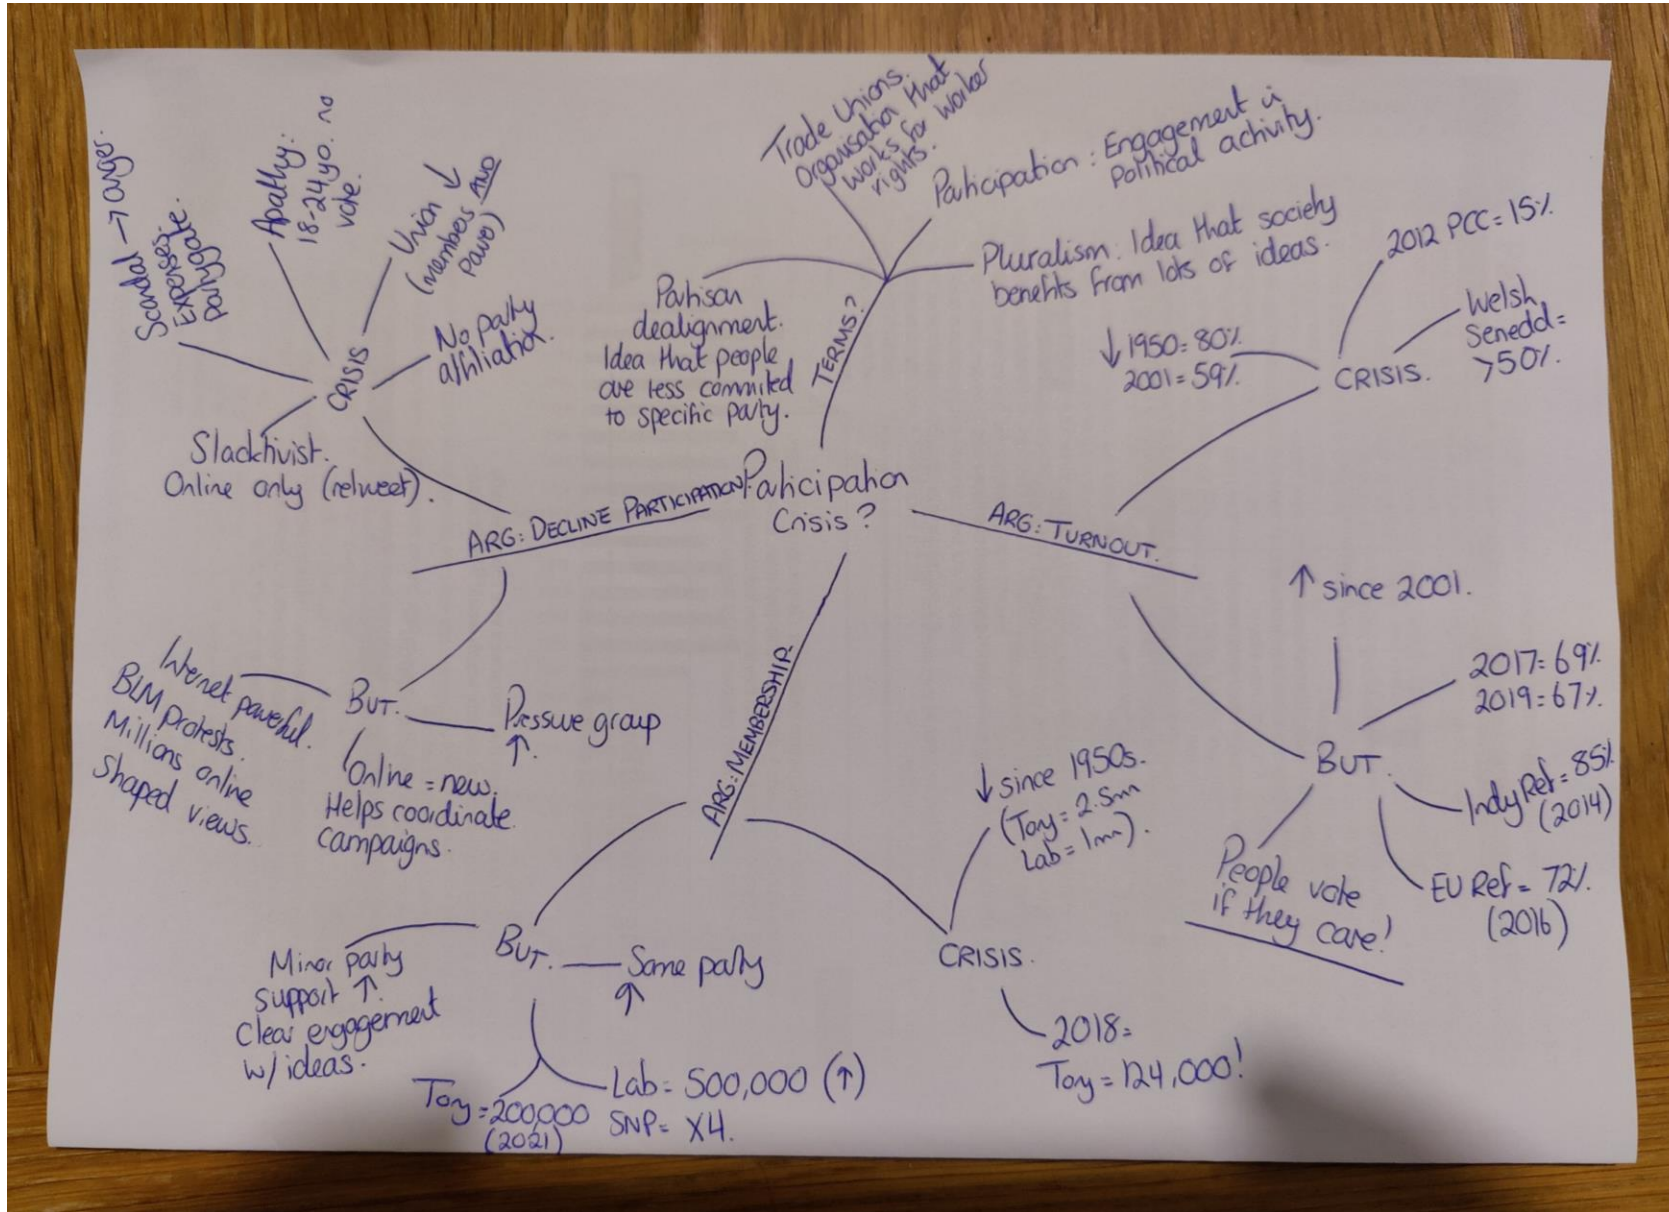 Participation
Crisis?
TERMS?
Partisan
dealignment.
Idea that people
are less commited
to specific party.
Trade Unions.
Organisation that
works for worker
rights.
Participation: Engagement in
Political activity.
Pluralism: Idea that society
benefits from lots of ideas.
ARG: TURNOUT.
CRISIS.
↓ 1950 = 80%
2001 = 59%
2012 PCC = 15%
Welsh
Senedd =
>50%.
BUT.
↑ since 2001.
2017 = 69%
2019 = 67%.
IndyRef = 85%
(2014)
EU Ref = 72%.
(2016)
People vote
if they care!
ARG: MEMBERSHIP.
CRISIS.
↓ since 1950s.
(Tory = 2.5m
Lab = 1m).
2018 =
Tory = 124,000!
BUT.
Some party
↑
Lab = 500,000 (↑)
SNP = X4.
Tory = 200,000
(2021)
Minor party
support ↑.
Clear engagement
w/ ideas.
ARG: DECLINE PARTICIPATION?
CRISIS
Scandal → anger.
Expenses.
Partygate.
Apathy:
18-24yo. no
vote.
Union ↓
(members AND
power)
No party
affiliation.
Slacktivist.
Online only (retweet).
BUT.
Internet powerful.
BLM protests.
Millions online
Shaped views.
Online = new.
Helps coordinate
campaigns.
Pressure group
↑.